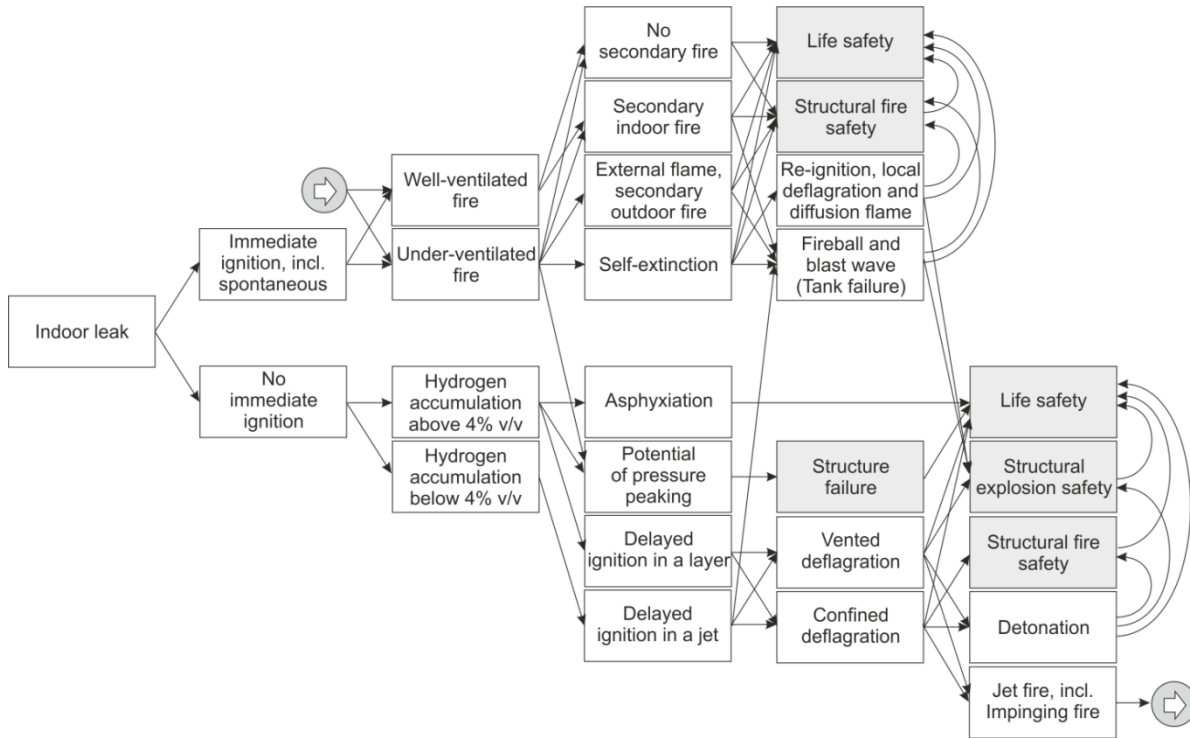 No
secondary fire
Life safety
Secondary
indoor fire
Structural fire
safety
Well-ventilated
fire
External flame,
secondary
outdoor fire
Re-ignition, local
deflagration and
diffusion flame
Immediate
ignition, incl.
spontaneous
Under-ventilated
fire
Self-extinction
Fireball and
blast wave
(Tank failure)
Indoor leak
No
immediate
ignition
Hydrogen
accumulation
above 4% v/v
Asphyxiation
Life safety
Hydrogen
accumulation
below 4% v/v
Potential
of pressure
peaking
Structure
failure
Structural
explosion safety
Delayed
ignition in a layer
Vented
deflagration
Structural fire
safety
Delayed
ignition in a jet
Confined
deflagration
Detonation
Jet fire, incl.
Impinging fire